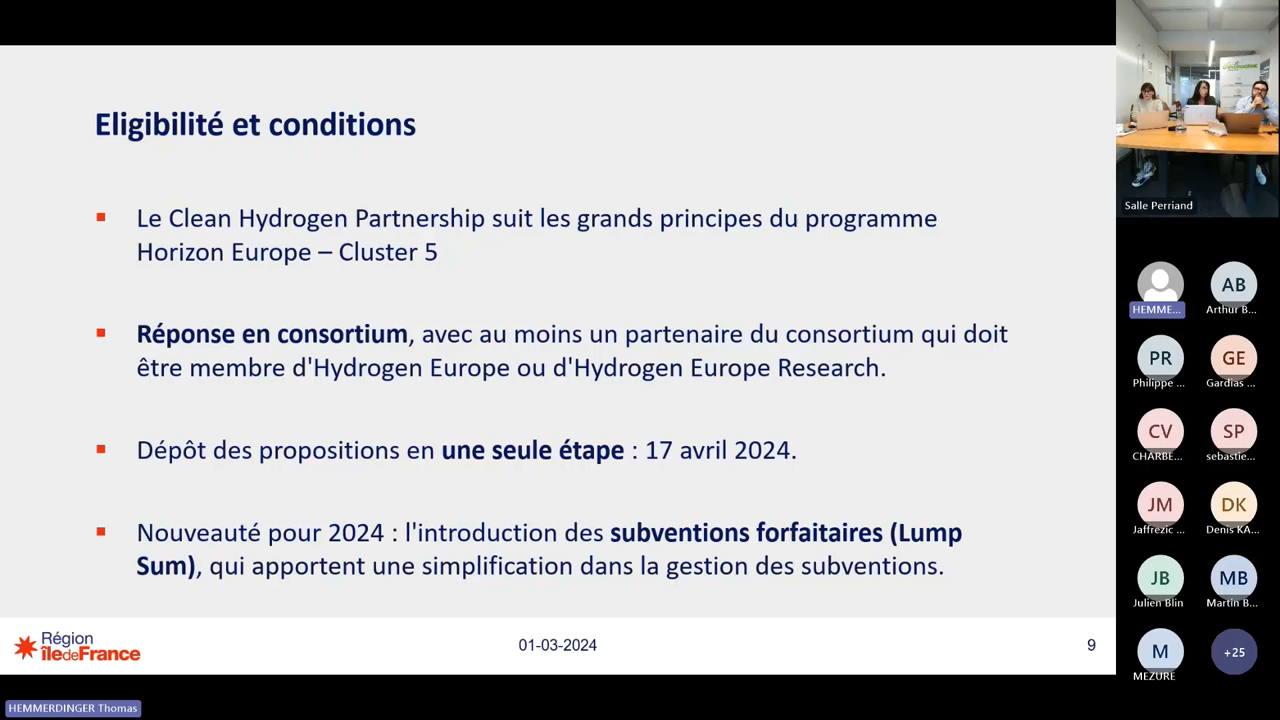 Eligibilité et conditions
Le Clean Hydrogen Partnership suit les grands principes du programme
Horizon Europe – Cluster 5
Réponse en consortium, avec au moins un partenaire du consortium qui doit
être membre d'Hydrogen Europe ou d'Hydrogen Europe Research.
Dépôt des propositions en une seule étape : 17 avril 2024.
Nouveauté pour 2024 : l'introduction des subventions forfaitaires (Lump
Sum), qui apportent une simplification dans la gestion des subventions.
Région
îledeFrance
01-03-2024
9
HEMMERDINGER Thomas
Salle Perriand
HEMME...
AB
Arthur B...
PR
Philippe ...
GE
Gardias ...
CV
CHARBE...
SP
sebastie...
JM
Jaffrezic ...
DK
Denis KA...
JB
Julien Blin
MB
Martin B...
M
MEZURE
+25